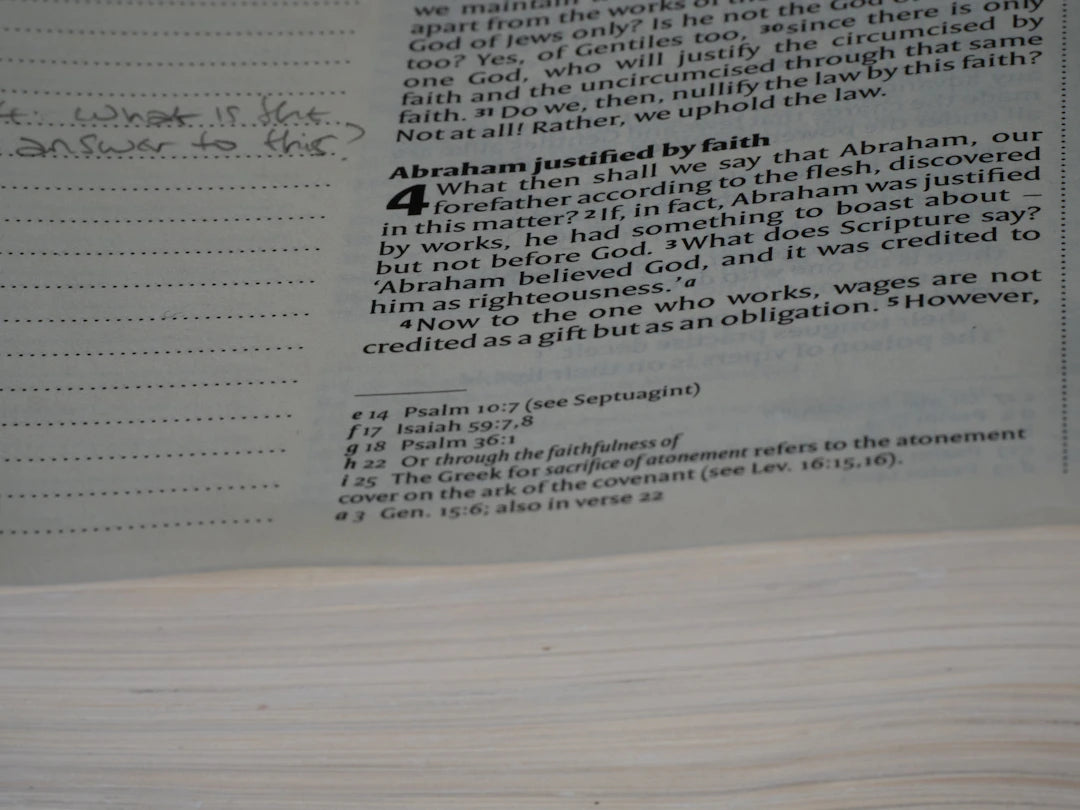 t: what is the
answer to this?
we maintain
apart from the works of
God of Jews only? Is he not the God
too? Yes, of Gentiles too, 30 since there is only
one God, who will justify the circumcised by
faith and the uncircumcised through that same
faith. 31 Do we, then, nullify the law by this faith?
Not at all! Rather, we uphold the law.
Abraham justified by faith
4 What then shall we say that Abraham, our
forefather according to the flesh, discovered
in this matter? 2 If, in fact, Abraham was justified
by works, he had something to boast about –
but not before God. 3 What does Scripture say?
‘Abraham believed God, and it was credited to
him as righteousness.’ a
4 Now to the one who works, wages are not
credited as a gift but as an obligation. 5 However,
e 14 Psalm 10:7 (see Septuagint)
f 17 Isaiah 59:7,8
g 18 Psalm 36:1
h 22 Or through the faithfulness of
i 25 The Greek for sacrifice of atonement refers to the atonement
cover on the ark of the covenant (see Lev. 16:15,16).
a 3 Gen. 15:6; also in verse 22